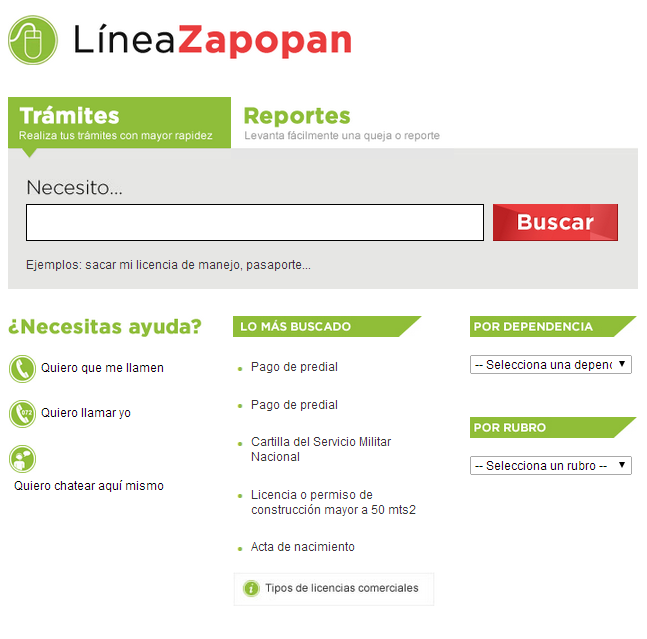 LíneaZapopan
Trámites
Realiza tus trámites con mayor rapidez
Reportes
Levanta fácilmente una queja o reporte
Necesito...
Buscar
Ejemplos: sacar mi licencia de manejo, pasaporte...
¿Necesitas ayuda?
Quiero que me llamen
072
Quiero llamar yo
Quiero chatear aquí mismo
LO MÁS BUSCADO
Pago de predial
Pago de predial
Cartilla del Servicio Militar
Nacional
Licencia o permiso de
construcción mayor a 50 mts2
Acta de nacimiento
i Tipos de licencias comerciales
POR DEPENDENCIA
-- Selecciona una depen
POR RUBRO
-- Selecciona un rubro --